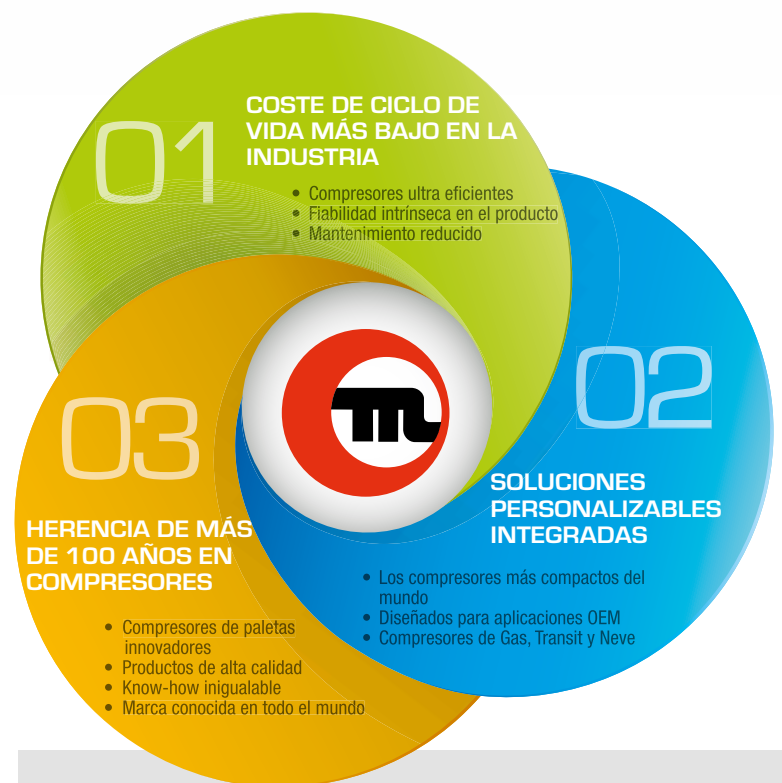 01
COSTE DE CICLO DE
VIDA MÁS BAJO EN LA
INDUSTRIA
• Compresores ultra eficientes
• Fiabilidad intrínseca en el producto
• Mantenimiento reducido
02
SOLUCIONES
PERSONALIZABLES
INTEGRADAS
• Los compresores más compactos del
mundo
• Diseñados para aplicaciones OEM
• Compresores de Gas, Transit y Neve
03
HERENCIA DE MÁS
DE 100 AÑOS EN
COMPRESORES
• Compresores de paletas
innovadores
• Productos de alta calidad
• Know-how inigualable
• Marca conocida en todo el mundo